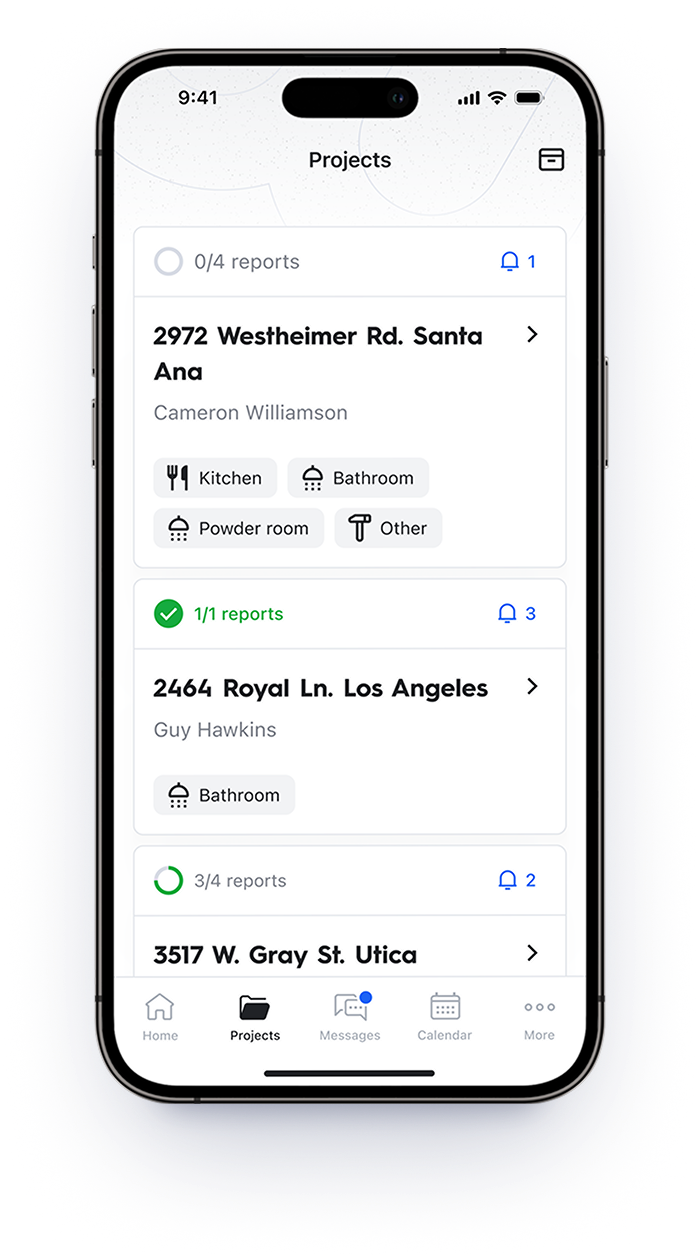 9:41
Projects
0/4 reports
1
2972 Westheimer Rd. Santa
Ana
Cameron Williamson
Kitchen
Bathroom
Powder room
Other
1/1 reports
3
2464 Royal Ln. Los Angeles
Guy Hawkins
Bathroom
3/4 reports
2
3517 W. Gray St. Utica
Home
Projects
Messages
Calendar
More